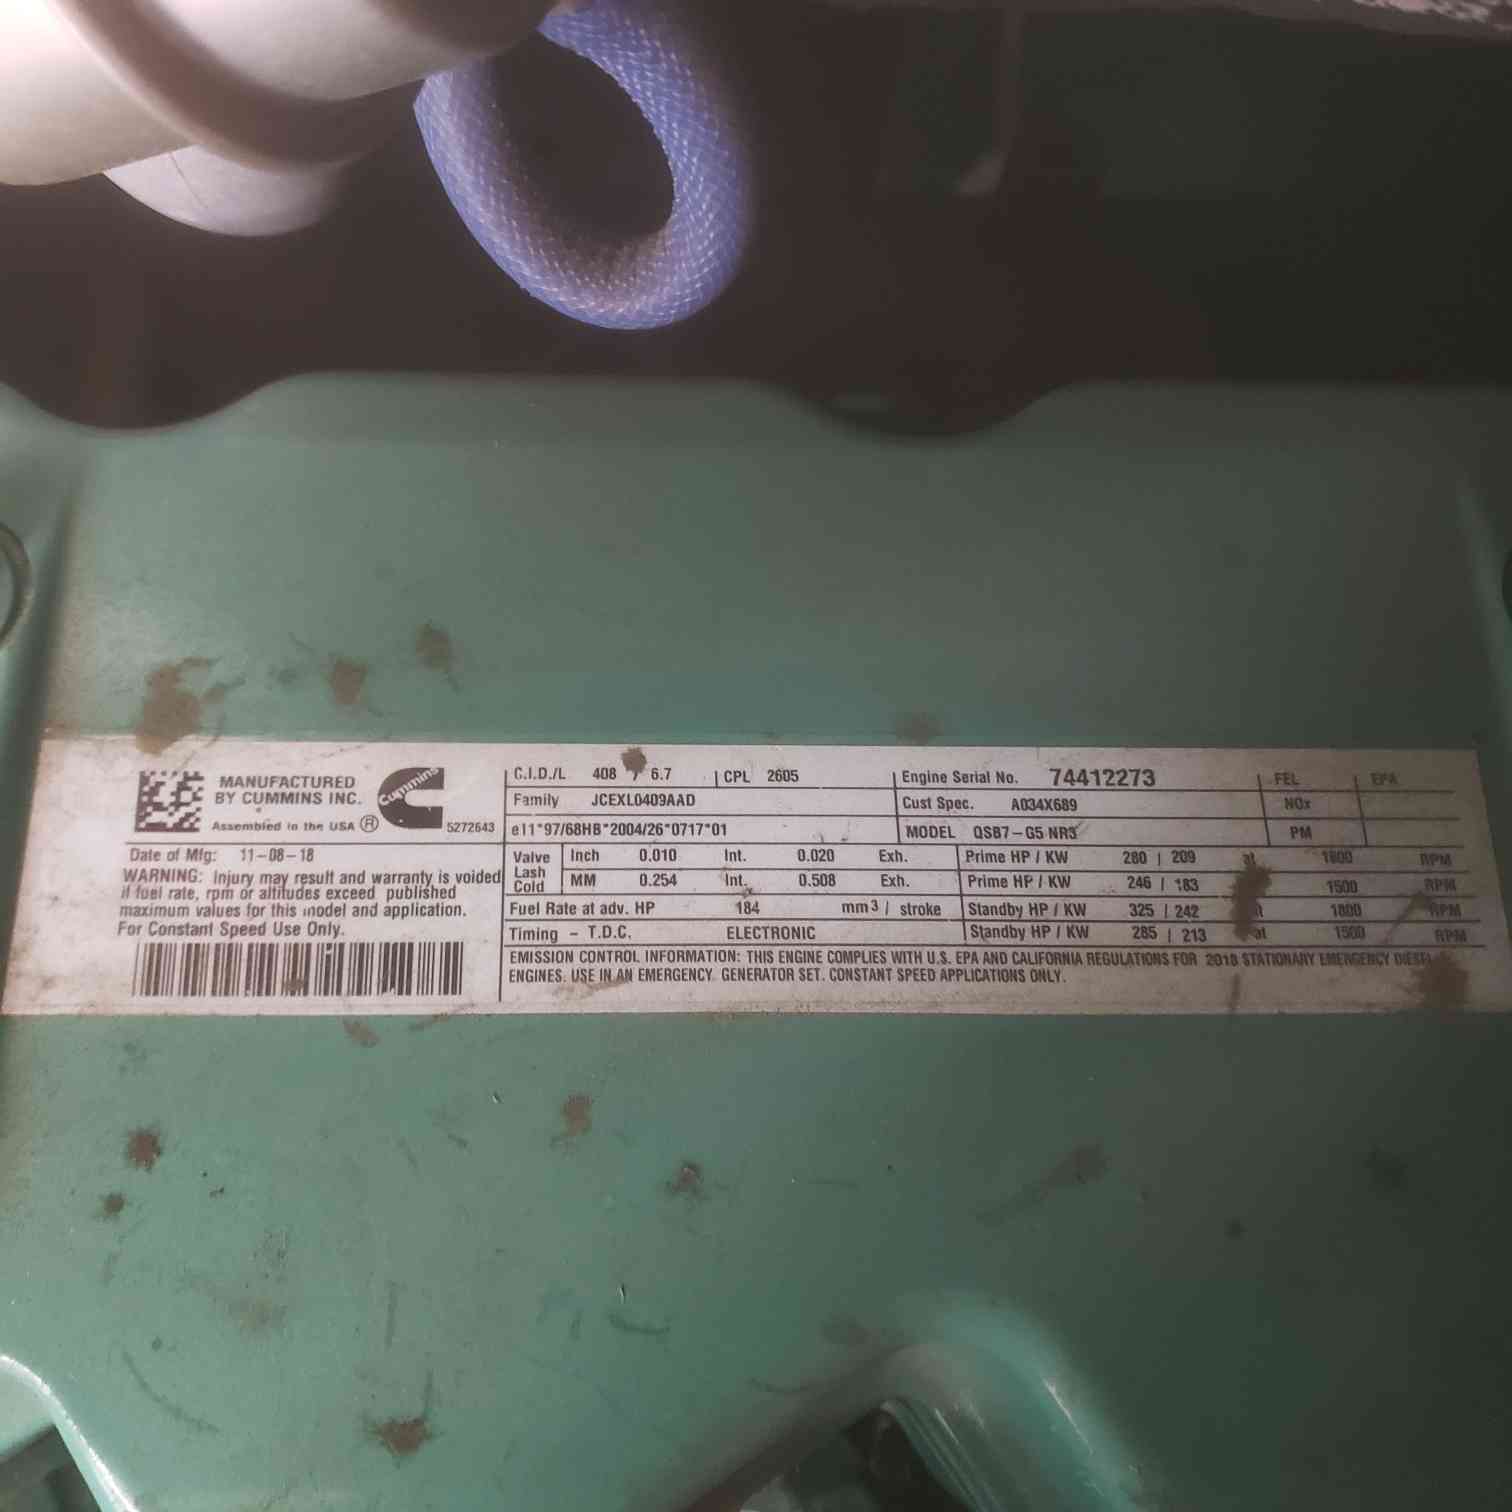 MANUFACTURED
BY CUMMINS INC.
Assembled in the USA ®
Cummins
5272643
Date of Mfg: 11-08-18
WARNING: Injury may result and warranty is voided
if fuel rate, rpm or altitudes exceed published
maximum values for this model and application.
For Constant Speed Use Only.
C.I.D./L 408 / 6.7 CPL 2605
Family JCEXL0409AAD
e11*97/68HB*2004/26*0717*01
Engine Serial No. 74412273
Cust Spec. A034X689
MODEL QSB7-G5 NR3
FEL EPA
NOx
PM
Valve Lash Cold
Inch 0.010 Int. 0.020 Exh.
MM 0.254 Int. 0.508 Exh.
Fuel Rate at adv. HP 184 mm3 / stroke
Timing - T.D.C. ELECTRONIC
Prime HP / KW 280 | 209 at 1800 RPM
Prime HP / KW 246 | 183 1500 RPM
Standby HP / KW 325 | 242 at 1800 RPM
Standby HP / KW 285 | 213 at 1500 RPM
EMISSION CONTROL INFORMATION: THIS ENGINE COMPLIES WITH U.S. EPA AND CALIFORNIA REGULATIONS FOR 2018 STATIONARY EMERGENCY DIESEL
ENGINES. USE IN AN EMERGENCY GENERATOR SET. CONSTANT SPEED APPLICATIONS ONLY.